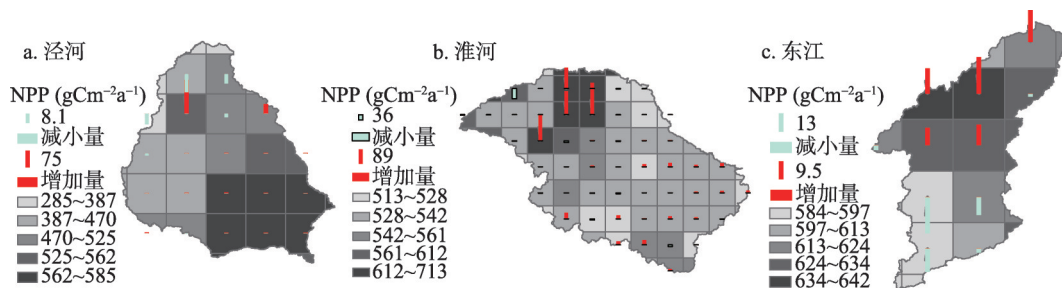 a. 泾河
NPP (gCm⁻²a⁻¹)
8.1
减小量
75
增加量
285~387
387~470
470~525
525~562
562~585
b. 淮河
NPP (gCm⁻²a⁻¹)
36
减小量
89
增加量
513~528
528~542
542~561
561~612
612~713
c. 东江
NPP (gCm⁻²a⁻¹)
13
减小量
9.5
增加量
584~597
597~613
613~624
624~634
634~642